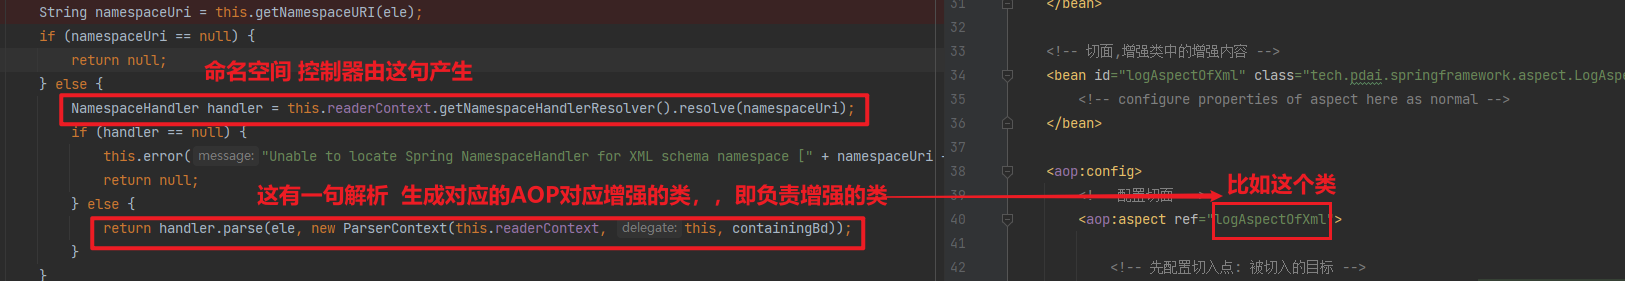 String namespaceUri = this.getNamespaceURI(ele);
if (namespaceUri == null) {
return null;
命名空间 控制器由这句产生
} else {
NamespaceHandler handler = this.readerContext.getNamespaceHandlerResolver().resolve(namespaceUri);
if (handler == null) {
this.error( message: "Unable to locate Spring NamespaceHandler for XML schema namespace [" + namespaceUri
return null;
这有一句解析 生成对应的AOP对应增强的类，，即负责增强的类
} else {
return handler.parse(ele, new ParserContext(this.readerContext, delegate: this, containingBd));
}
}
31 </bean>
32
33 <!-- 切面,增强类中的增强内容 -->
34 <bean id="logAspectOfXml" class="tech.pdai.springframework.aspect.LogAspe
35 <!-- configure properties of aspect here as normal -->
36 </bean>
37
38 <aop:config>
比如这个类
配置切面
40 <aop:aspect ref="logAspectOfXml">
41
42 <!-- 先配置切入点: 被切入的目标 -->